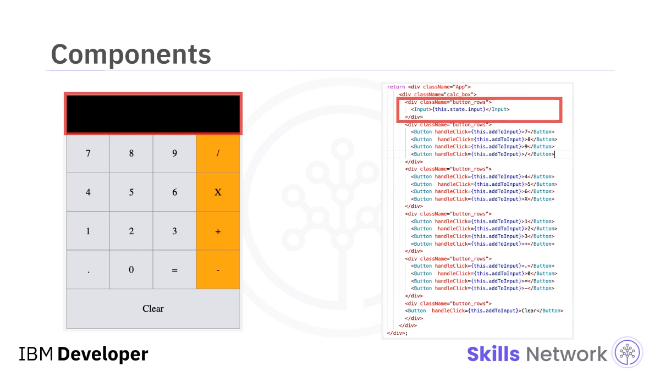 Components
7 8 9 /
4 5 6 X
1 2 3 +
. 0 = -
Clear
return <div className="App">
<div className="calc_box">
<div className="button_rows">
<Input>{this.state.input}</Input>
</div>
<div className="button_rows">
<Button handleClick={this.addToInput}>7</Button>
<Button handleClick={this.addToInput}>8</Button>
<Button handleClick={this.addToInput}>9</Button>
<Button handleClick={this.addToInput}>/</Button>
</div>
<div className="button_rows">
<Button handleClick={this.addToInput}>4</Button>
<Button handleClick={this.addToInput}>5</Button>
<Button handleClick={this.addToInput}>6</Button>
<Button handleClick={this.addToInput}>X</Button>
</div>
<div className="button_rows">
<Button handleClick={this.addToInput}>1</Button>
<Button handleClick={this.addToInput}>2</Button>
<Button handleClick={this.addToInput}>3</Button>
<Button handleClick={this.addToInput}>+</Button>
</div>
<div className="button_rows">
<Button handleClick={this.addToInput}>.</Button>
<Button handleClick={this.addToInput}>0</Button>
<Button handleClick={this.addToInput}>=</Button>
<Button handleClick={this.addToInput}>-</Button>
</div>
<div className="button_rows">
<Button handleClick={this.addToInput}>Clear</Button>
</div>
</div>
</div>;
IBM Developer
Skills Network